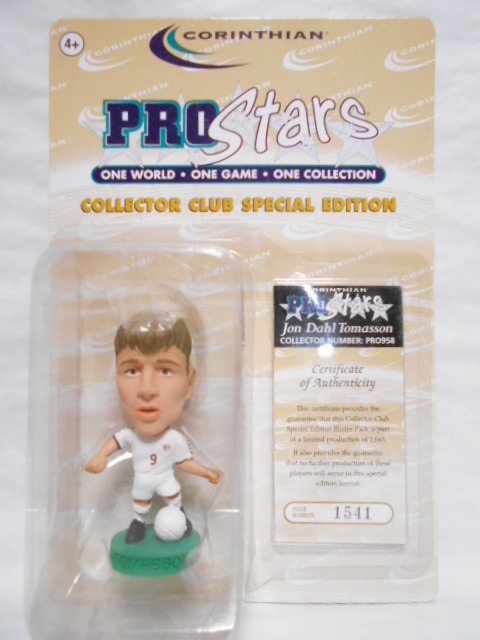 4+
CORINTHIAN
PRO Stars
ONE WORLD • ONE GAME • ONE COLLECTION
COLLECTOR CLUB SPECIAL EDITION
CORINTHIAN
PRO Stars
Jon Dahl Tomasson
COLLECTOR NUMBER: PRO958
Certificate
of Authenticity
This certificate provides the
guarantee that this Collector Club
Special Edition Blister Pack is part
of a limited production of
It also provides the guarantee
that no further production of these
players will occur in this special
edition format.
ISSUE
NUMBER:
1541
9
TOMASSON